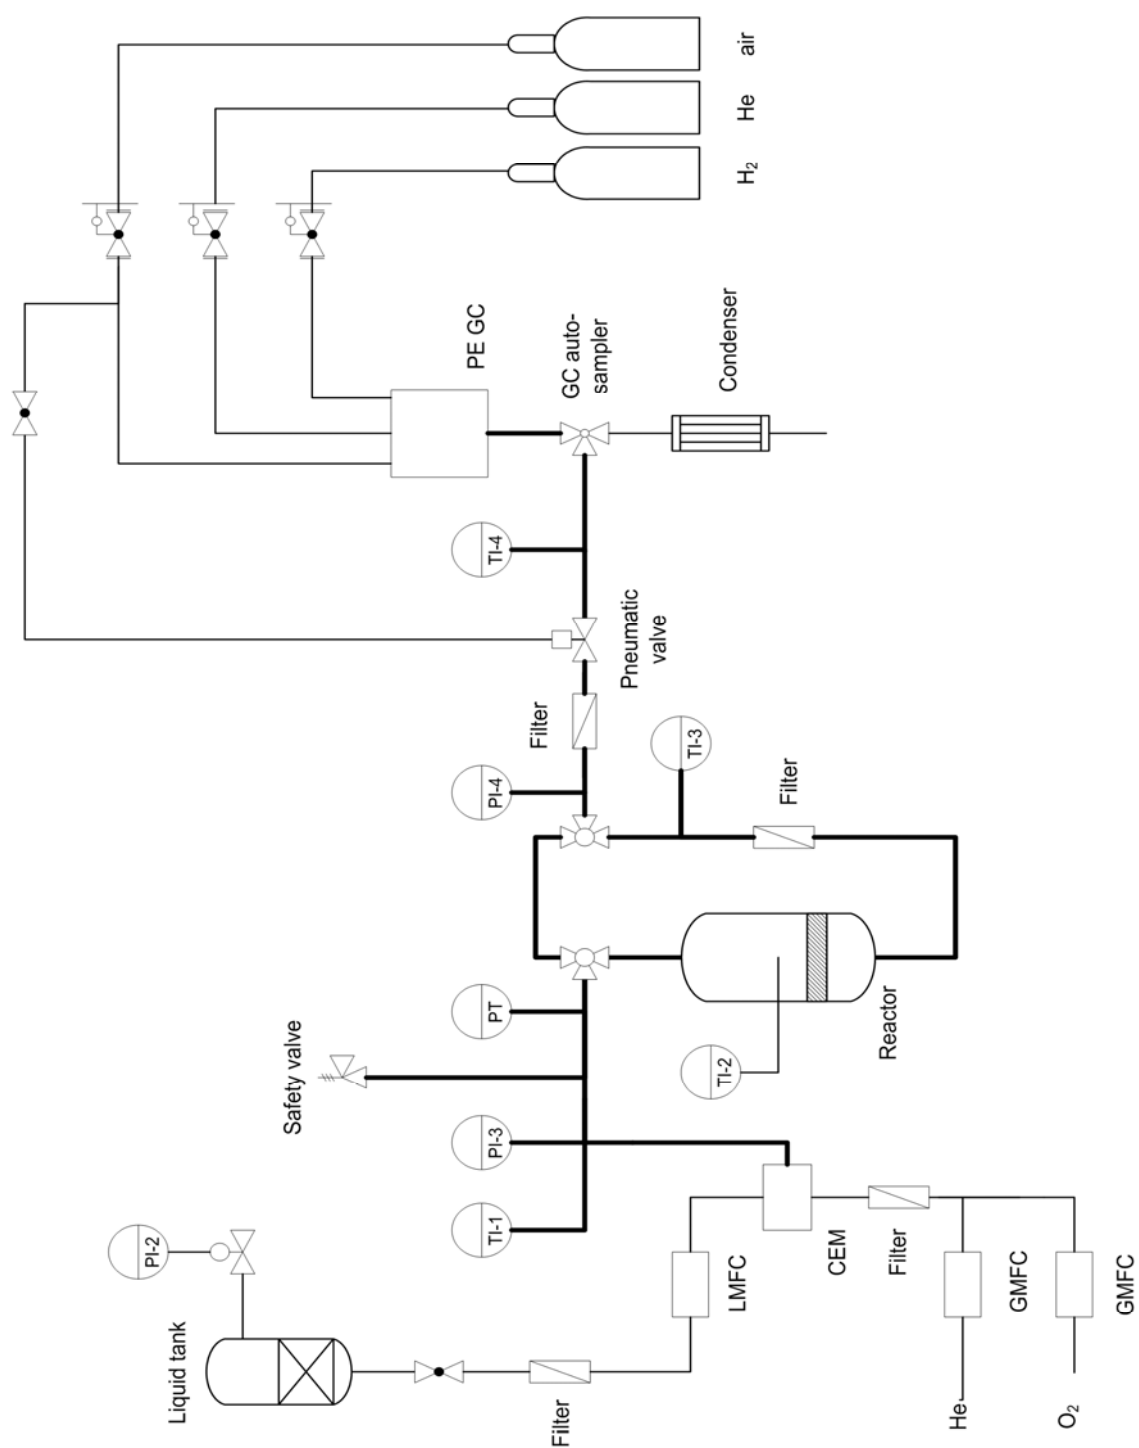 Liquid tank
PI-2
Filter
LMFC
CEM
Filter
He
GMFC
O₂
GMFC
TI-1
PI-3
Safety valve
PT
TI-2
Reactor
TI-3
Filter
PI-4
Filter
Pneumatic
valve
TI-4
PE GC
GC auto-
sampler
Condenser
H₂
He
air